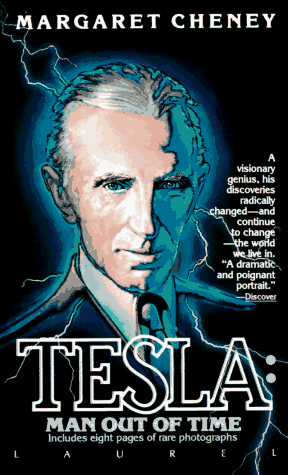 MARGARET CHENEY
A
visionary
genius, his
discoveries
radically
changed—and
continue
to change
—the world
we live in.
"A dramatic
and poignant
portrait."
—Discover
TESLA:
MAN OUT OF TIME
Includes eight pages of rare photographs
LAUREL